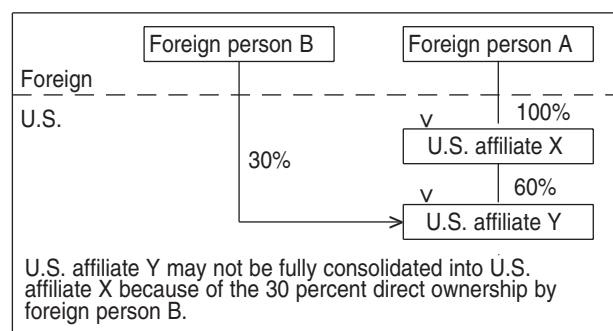 Foreign person B
Foreign person A
Foreign
U.S.
100%
U.S. affiliate X
30%
60%
U.S. affiliate Y
U.S. affiliate Y may not be fully consolidated into U.S.
affiliate X because of the 30 percent direct ownership by
foreign person B.